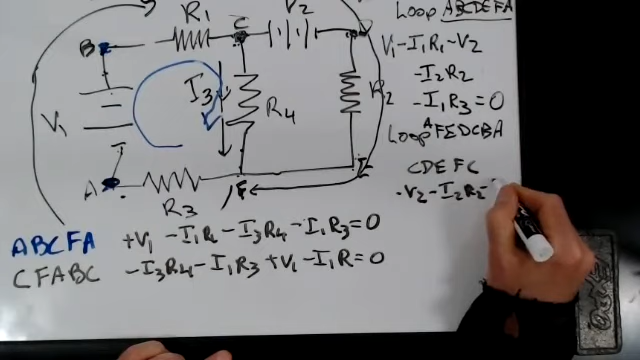 R1
C
V2
B
I3
R4
R2
V1
A
R3
F
E
Loop ABCDEFA
V1-I1R1-V2
-I2R2
-I1R3=0
Loop AFEDCBA
CDEFC
-V2-I2R2-
ABCFA +V1 -I1R1-I3R4-I1R3=0
CFABC -I3R4-I1R3+V1-I1R=0